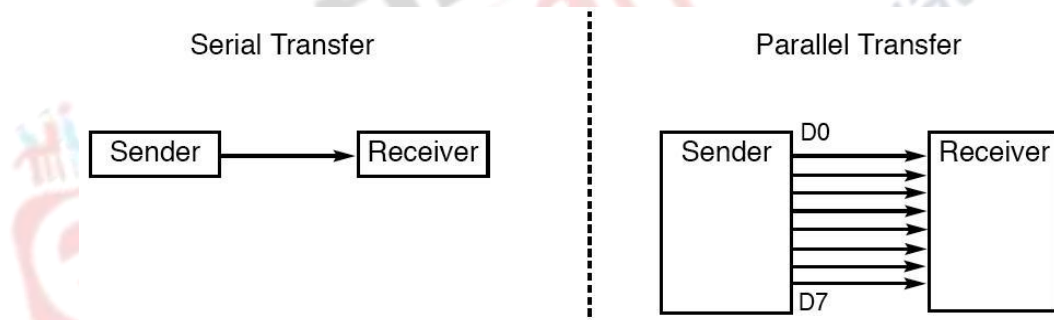 Serial Transfer
Sender
Receiver
Parallel Transfer
Sender
D0
Receiver
D7